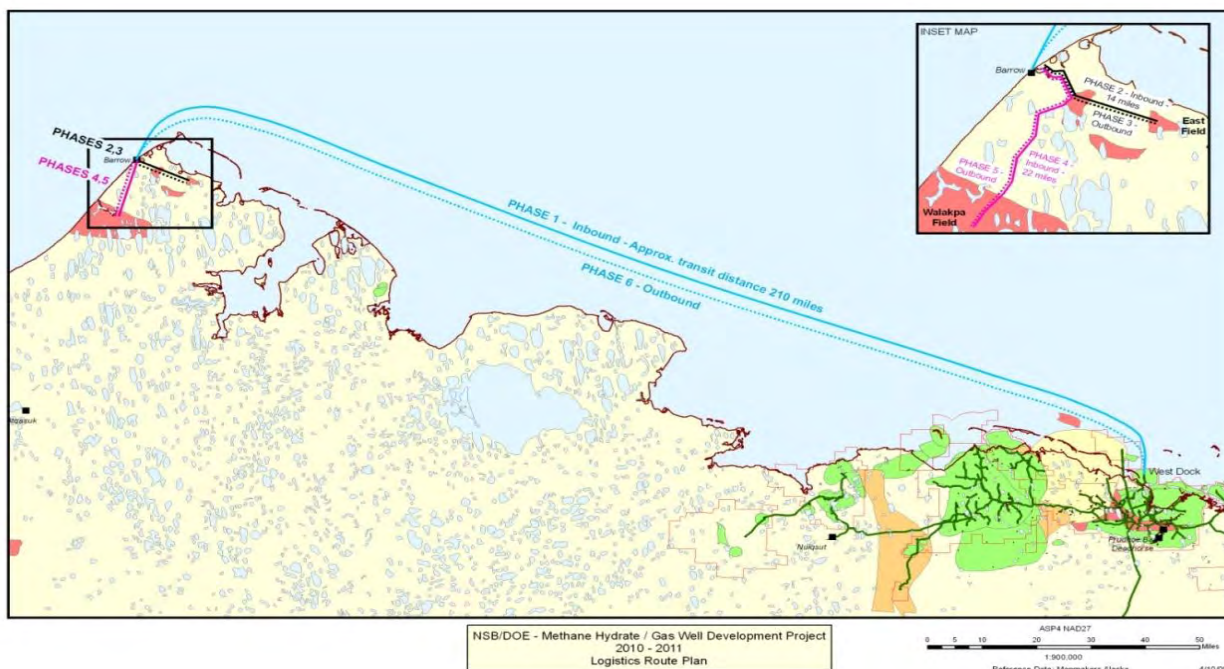 INSET MAP
Barrow
PHASE 2 - Inbound -
14 miles
PHASE 3 -
Outbound
East
Field
PHASE 4 -
Inbound -
22 miles
PHASE 5 -
Outbound
Walakpa
Field
PHASES 2,3
Barrow
PHASES 4,5
PHASE 1 - Inbound - Approx. transit distance 210 miles
PHASE 6 - Outbound
West Dock
Nuiqsut
Deadhorse
NSB/DOE - Methane Hydrate / Gas Well Development Project
2010 - 2011
Logistics Route Plan
ASP4 NAD27
0 5 10 20 30 40 50
Miles
1:900,000